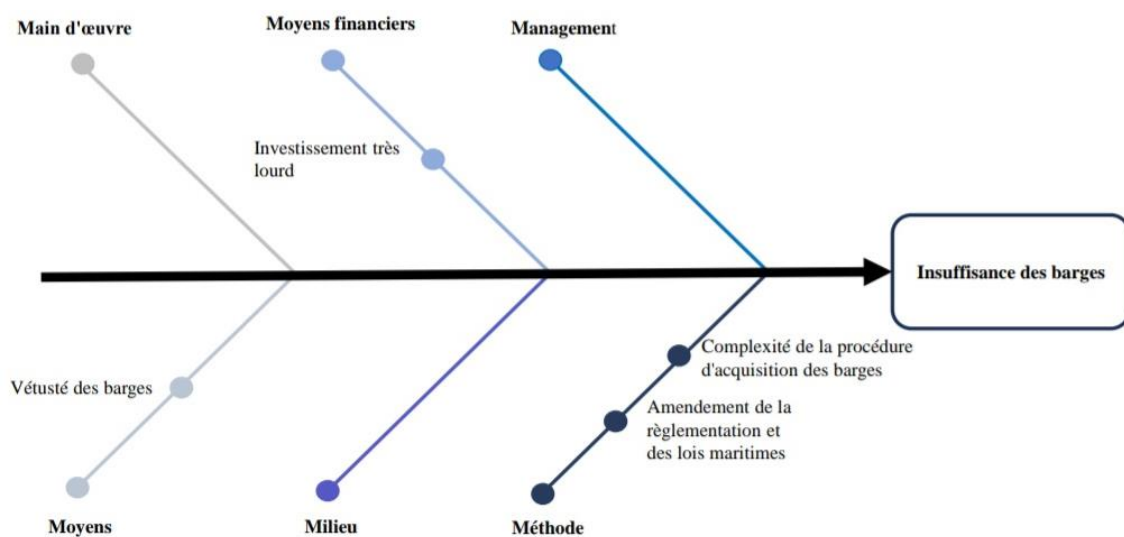 Main d'œuvre
Moyens financiers
Management
Investissement très
lourd
Insuffisance des barges
Complexité de la procédure
d'acquisition des barges
Vétusté des barges
Amendement de la
règlementation et
des lois maritimes
Moyens
Milieu
Méthode